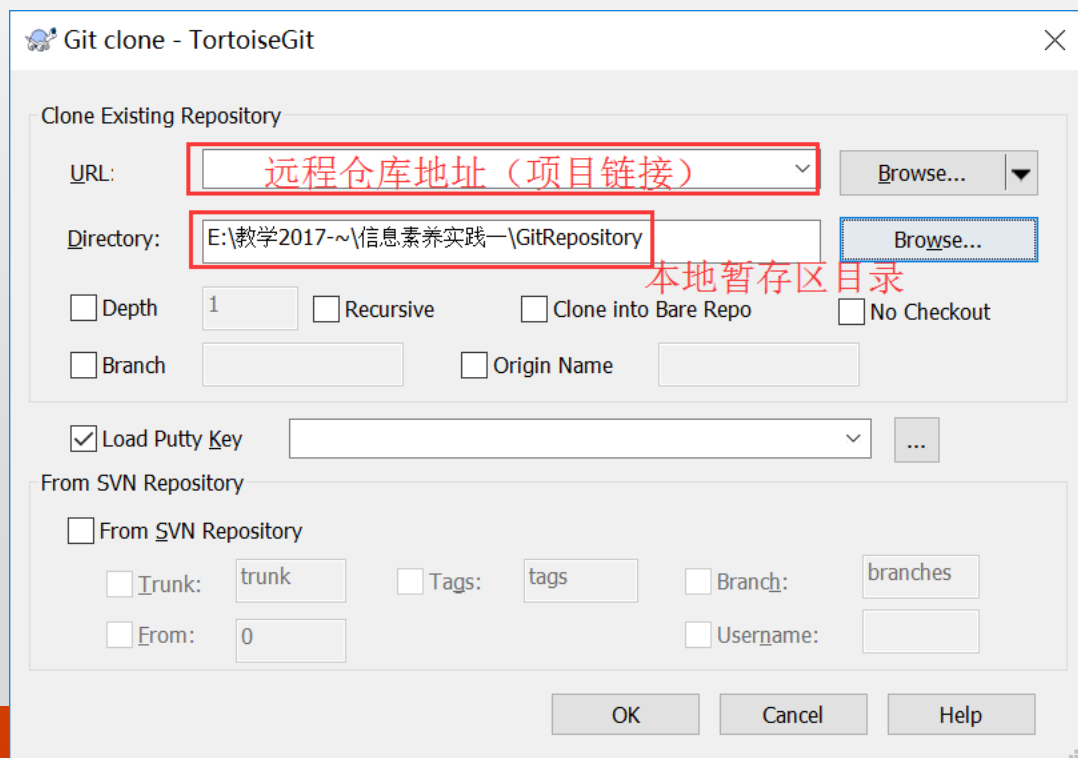 Git clone - TortoiseGit
Clone Existing Repository
URL: 远程仓库地址（项目链接） Browse...
Directory: E:\教学2017-~\信息素养实践一\GitRepository Browse...
本地暂存区目录
Depth 1 Recursive Clone into Bare Repo No Checkout
Branch Origin Name
Load Putty Key ...
From SVN Repository
From SVN Repository
Trunk: trunk Tags: tags Branch: branches
From: 0 Username:
OK Cancel Help